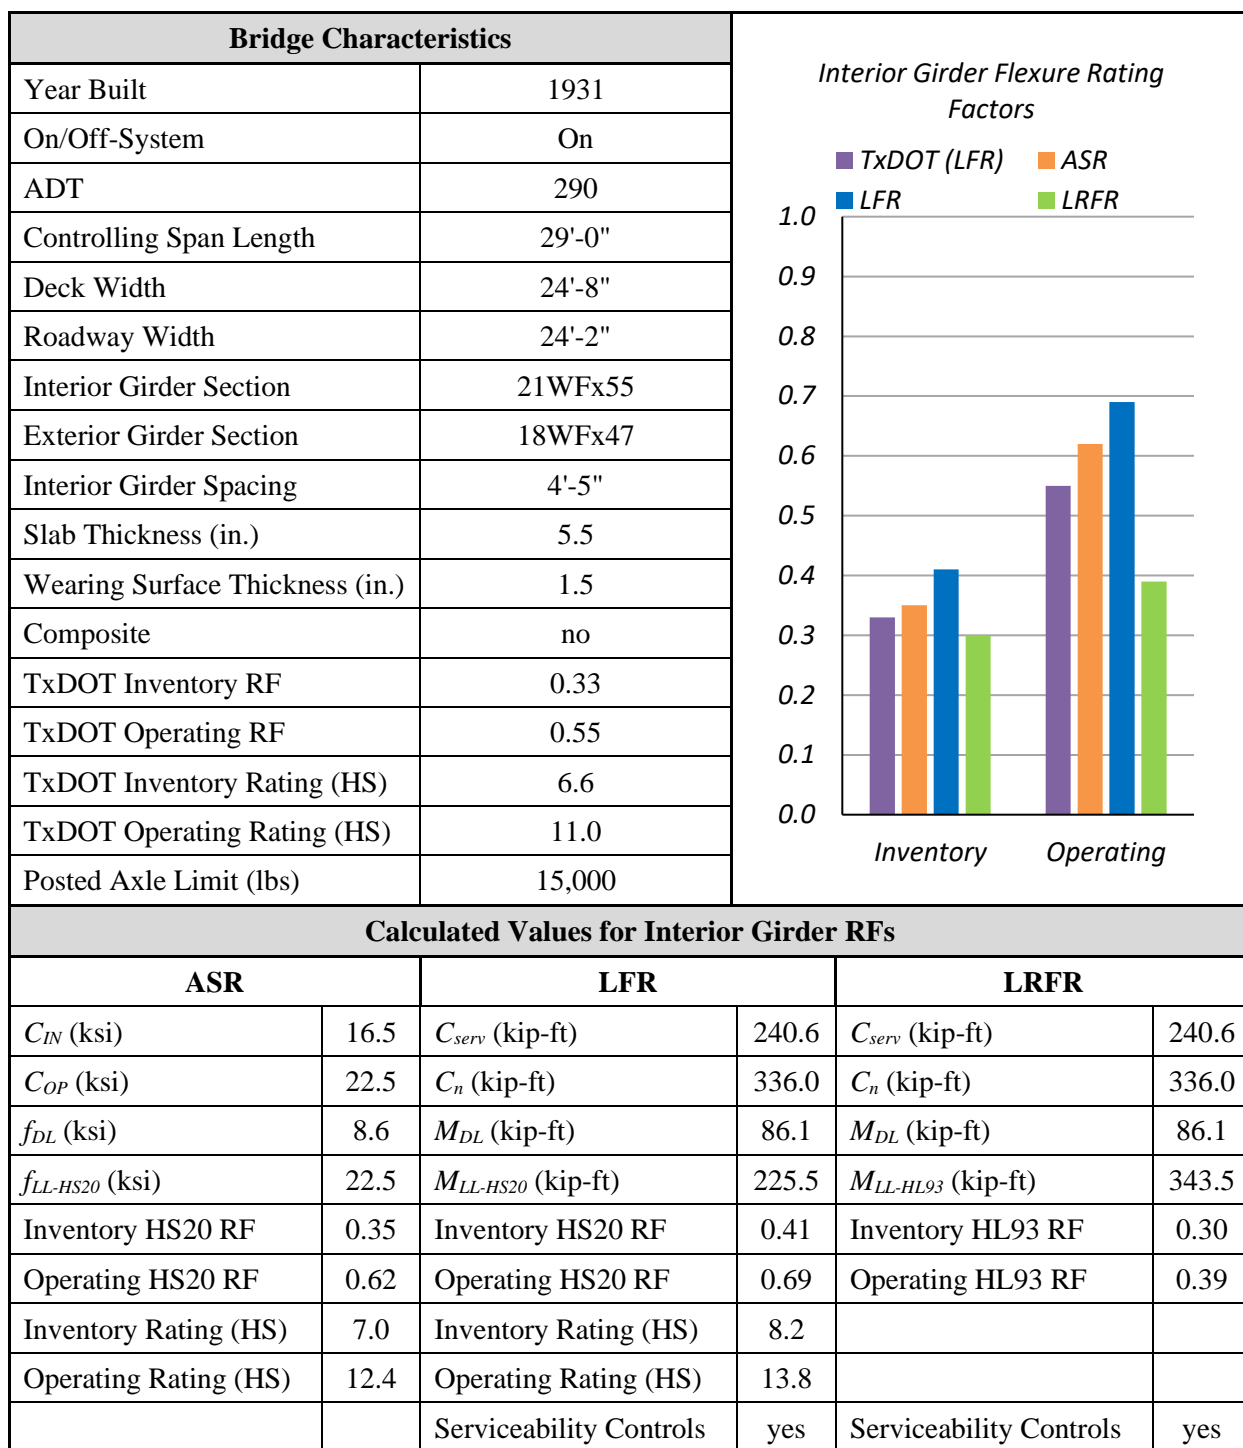 Bridge Characteristics
Year Built 1931
On/Off-System On
ADT 290
Controlling Span Length 29'-0"
Deck Width 24'-8"
Roadway Width 24'-2"
Interior Girder Section 21WFx55
Exterior Girder Section 18WFx47
Interior Girder Spacing 4'-5"
Slab Thickness (in.) 5.5
Wearing Surface Thickness (in.) 1.5
Composite no
TxDOT Inventory RF 0.33
TxDOT Operating RF 0.55
TxDOT Inventory Rating (HS) 6.6
TxDOT Operating Rating (HS) 11.0
Posted Axle Limit (lbs) 15,000
Interior Girder Flexure Rating
Factors
TxDOT (LFR) ASR
LFR LRFR
1.0
0.9
0.8
0.7
0.6
0.5
0.4
0.3
0.2
0.1
0.0
Inventory Operating
Calculated Values for Interior Girder RFs
ASR LFR LRFR
CIN (ksi) 16.5 Cserv (kip-ft) 240.6 Cserv (kip-ft) 240.6
COP (ksi) 22.5 Cn (kip-ft) 336.0 Cn (kip-ft) 336.0
fDL (ksi) 8.6 MDL (kip-ft) 86.1 MDL (kip-ft) 86.1
fLL-HS20 (ksi) 22.5 MLL-HS20 (kip-ft) 225.5 MLL-HL93 (kip-ft) 343.5
Inventory HS20 RF 0.35 Inventory HS20 RF 0.41 Inventory HL93 RF 0.30
Operating HS20 RF 0.62 Operating HS20 RF 0.69 Operating HL93 RF 0.39
Inventory Rating (HS) 7.0 Inventory Rating (HS) 8.2
Operating Rating (HS) 12.4 Operating Rating (HS) 13.8
Serviceability Controls yes Serviceability Controls yes